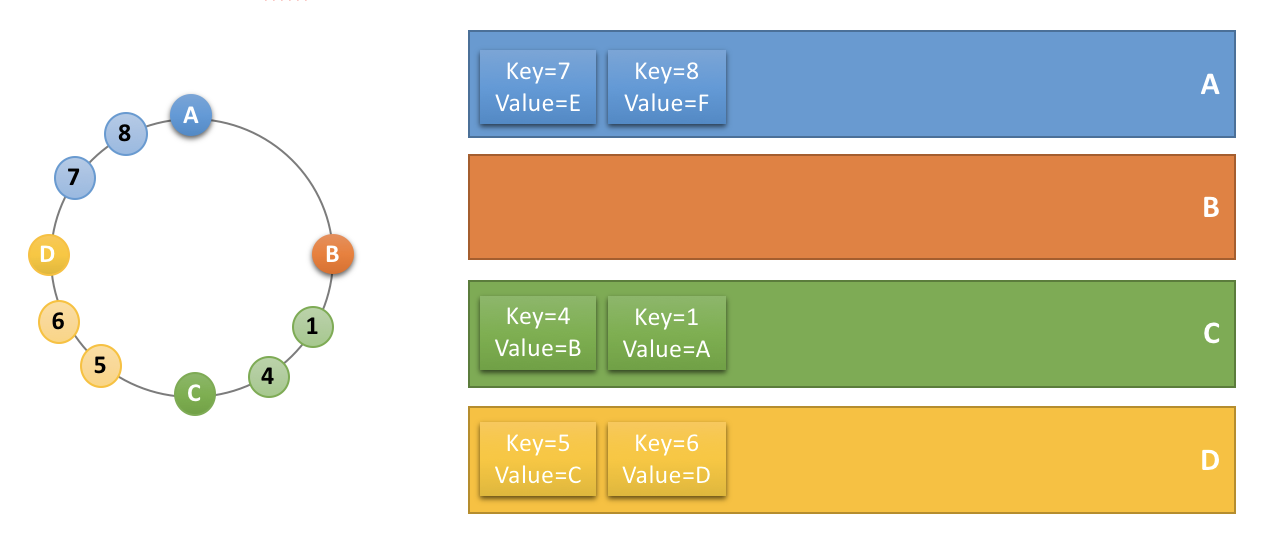 A
8
7
D
B
6
1
5
4
C
Key=7
Value=E
Key=8
Value=F
A
B
Key=4
Value=B
Key=1
Value=A
C
Key=5
Value=C
Key=6
Value=D
D